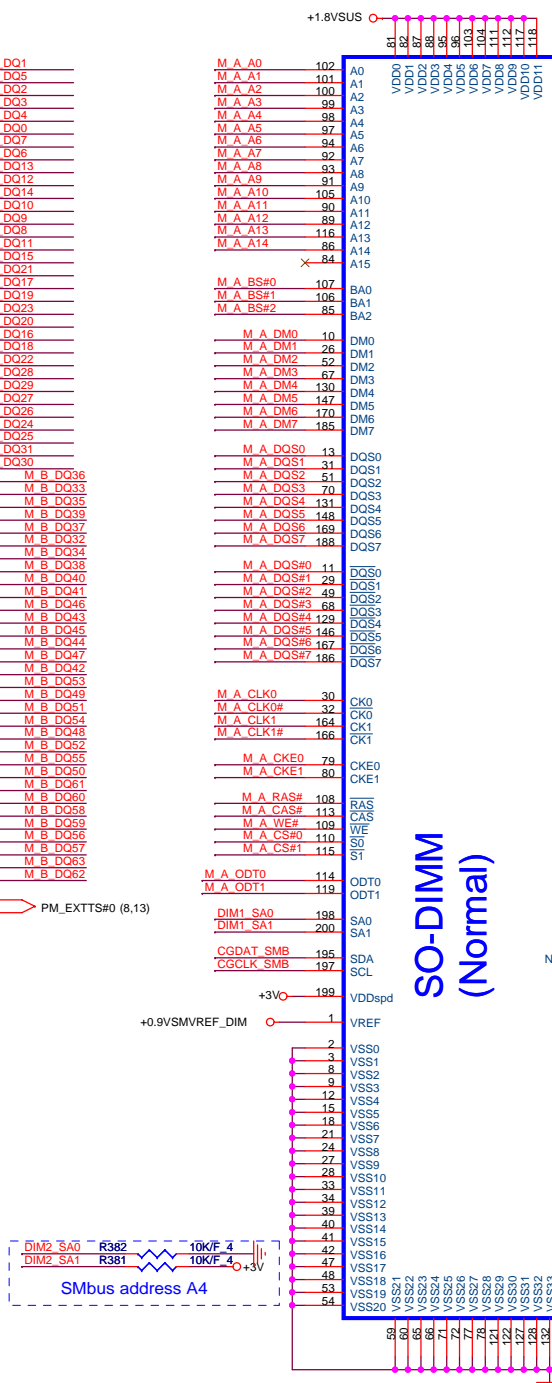 +1.8VSUS
81 82 87 88 95 96 103 104 111 112 117 118
VDD0 VDD1 VDD2 VDD3 VDD4 VDD5 VDD6 VDD7 VDD8 VDD9 VDD10 VDD11
DQ1
DQ5
DQ2
DQ3
DQ4
DQ0
DQ7
DQ6
DQ13
DQ12
DQ14
DQ10
DQ9
DQ8
DQ11
DQ15
DQ21
DQ17
DQ19
DQ23
DQ20
DQ16
DQ18
DQ22
DQ28
DQ29
DQ27
DQ26
DQ24
DQ25
DQ31
DQ30
M_B_DQ36
M_B_DQ33
M_B_DQ35
M_B_DQ39
M_B_DQ37
M_B_DQ32
M_B_DQ34
M_B_DQ38
M_B_DQ40
M_B_DQ41
M_B_DQ46
M_B_DQ43
M_B_DQ45
M_B_DQ44
M_B_DQ47
M_B_DQ42
M_B_DQ53
M_B_DQ49
M_B_DQ51
M_B_DQ54
M_B_DQ48
M_B_DQ52
M_B_DQ55
M_B_DQ50
M_B_DQ61
M_B_DQ60
M_B_DQ58
M_B_DQ59
M_B_DQ56
M_B_DQ57
M_B_DQ63
M_B_DQ62
PM_EXTTS#0 (8,13)
M_A_A0 102 A0
M_A_A1 101 A1
M_A_A2 100 A2
M_A_A3 99 A3
M_A_A4 98 A4
M_A_A5 97 A5
M_A_A6 94 A6
M_A_A7 92 A7
M_A_A8 93 A8
M_A_A9 91 A9
M_A_A10 105 A10
M_A_A11 90 A11
M_A_A12 89 A12
M_A_A13 116 A13
M_A_A14 86 A14
84 A15
M_A_BS#0 107 BA0
M_A_BS#1 106 BA1
M_A_BS#2 85 BA2
M_A_DM0 10 DM0
M_A_DM1 26 DM1
M_A_DM2 52 DM2
M_A_DM3 67 DM3
M_A_DM4 130 DM4
M_A_DM5 147 DM5
M_A_DM6 170 DM6
M_A_DM7 185 DM7
M_A_DQS0 13 DQS0
M_A_DQS1 31 DQS1
M_A_DQS2 51 DQS2
M_A_DQS3 70 DQS3
M_A_DQS4 131 DQS4
M_A_DQS5 148 DQS5
M_A_DQS6 169 DQS6
M_A_DQS7 188 DQS7
M_A_DQS#0 11 DQS0
M_A_DQS#1 29 DQS1
M_A_DQS#2 49 DQS2
M_A_DQS#3 68 DQS3
M_A_DQS#4 129 DQS4
M_A_DQS#5 146 DQS5
M_A_DQS#6 167 DQS6
M_A_DQS#7 186 DQS7
M_A_CLK0 30 CK0
M_A_CLK0# 32 CK0
M_A_CLK1 164 CK1
M_A_CLK1# 166 CK1
M_A_CKE0 79 CKE0
M_A_CKE1 80 CKE1
M_A_RAS# 108 RAS
M_A_CAS# 113 CAS
M_A_WE# 109 WE
M_A_CS#0 110 S0
M_A_CS#1 115 S1
M_A_ODT0 114 ODT0
M_A_ODT1 119 ODT1
DIM1_SA0 198 SA0
DIM1_SA1 200 SA1
CGDAT_SMB 195 SDA
CGCLK_SMB 197 SCL
+3V 199 VDDspd
+0.9VSMVREF_DIM 1 VREF
SO-DIMM
(Normal)
N
2 VSS0
3 VSS1
8 VSS2
9 VSS3
12 VSS4
15 VSS5
18 VSS6
21 VSS7
24 VSS8
27 VSS9
28 VSS10
33 VSS11
34 VSS12
39 VSS13
40 VSS14
41 VSS15
42 VSS16
47 VSS17
48 VSS18
53 VSS19
54 VSS20
VSS21 VSS22 VSS23 VSS24 VSS25 VSS26 VSS27 VSS28 VSS29 VSS30 VSS31 VSS32 VSS33
59 60 65 66 71 72 77 78 121 122 127 128 132
DIM2_SA0 R382 10K/F_4
DIM2_SA1 R381 10K/F_4 +3V
SMbus address A4